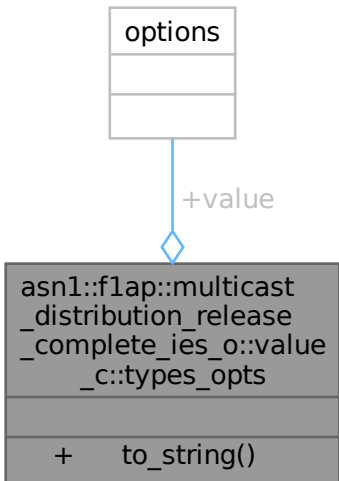 options
+value
asn1::f1ap::multicast
_distribution_release
_complete_ies_o::value
_c::types_opts
+ to_string()